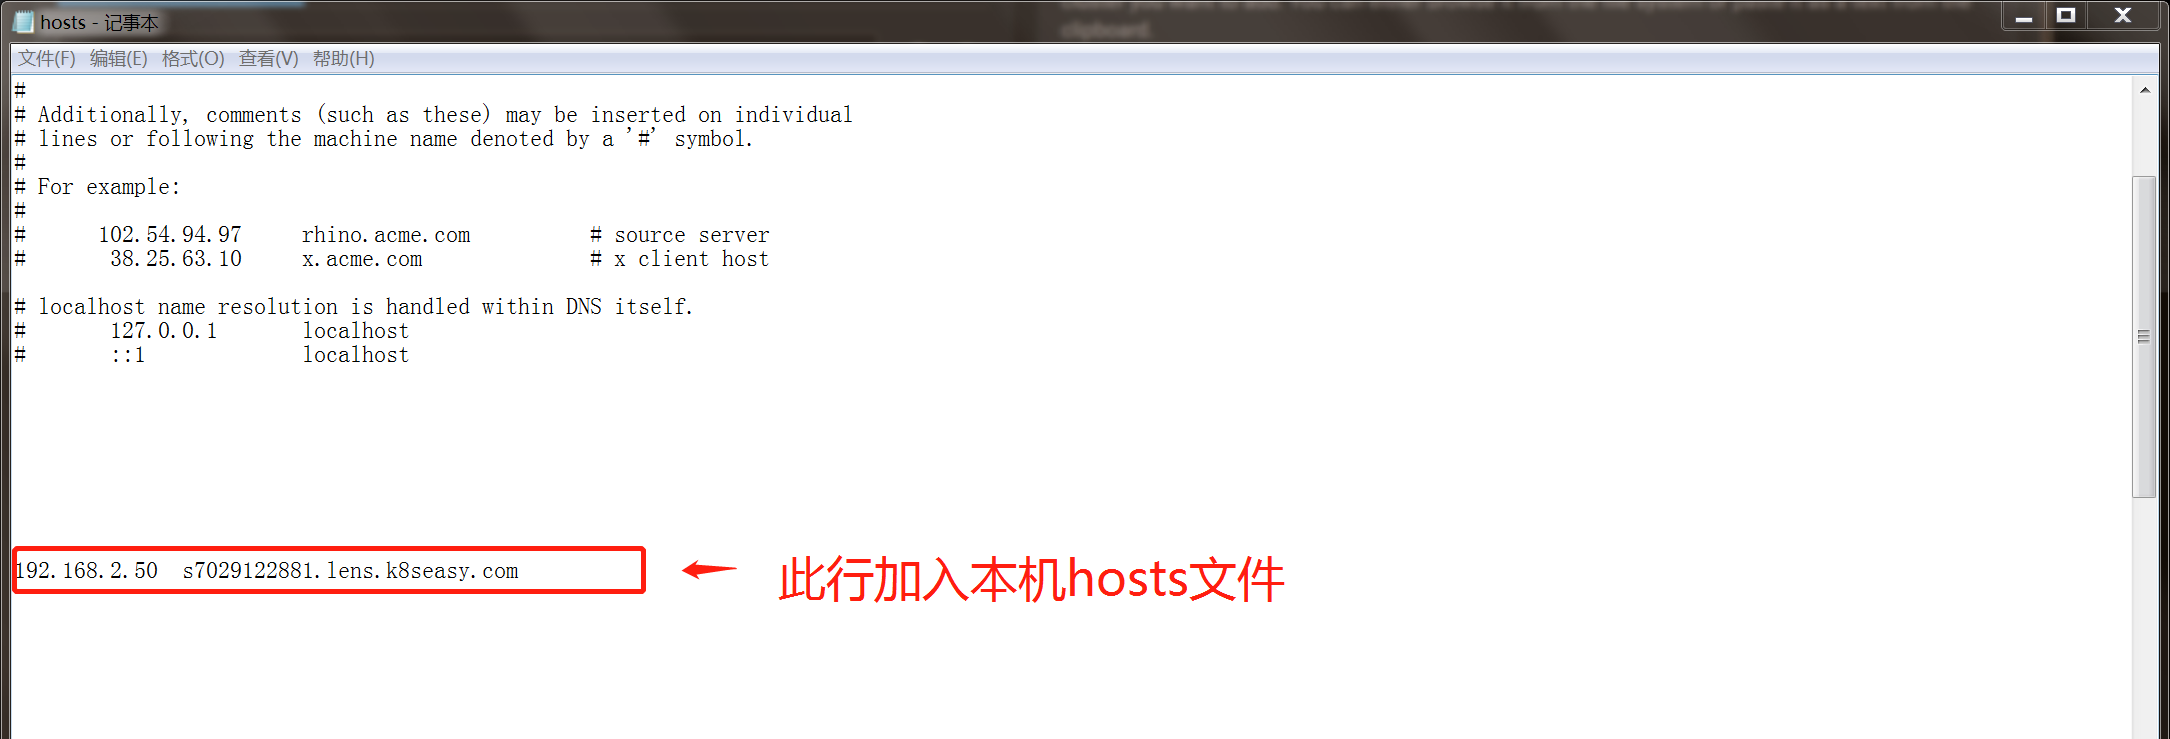 hosts - 记事本
clipboard.
文件(F) 编辑(E) 格式(O) 查看(V) 帮助(H)
#
# Additionally, comments (such as these) may be inserted on individual
# lines or following the machine name denoted by a '#' symbol.
#
# For example:
#
#      102.54.94.97     rhino.acme.com          # source server
#       38.25.63.10     x.acme.com              # x client host
# localhost name resolution is handled within DNS itself.
#       127.0.0.1       localhost
#       ::1             localhost
192.168.2.50  s7029122881.lens.k8seasy.com
此行加入本机hosts文件